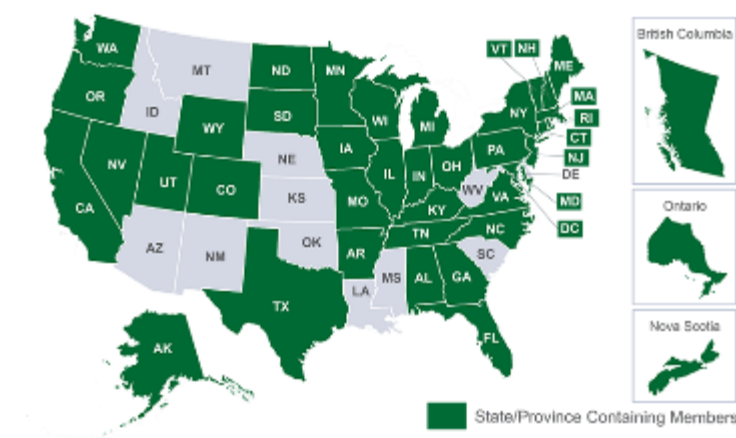 WA
MT
ND
MN
VT NH
ME
British Columbia
OR
ID
WY
SD
WI
MI
NY
MA
RI
CT
NJ
DE
MD
DC
NV
UT
CO
NE
IA
IL
IN
OH
PA
WV
VA
CA
KS
MO
KY
NC
TN
SC
AZ
NM
OK
AR
MS
AL
GA
LA
TX
FL
AK
Ontario
Nova Scotia
State/Province Containing Members